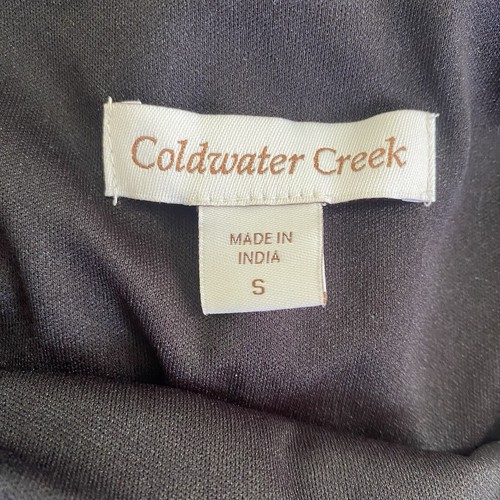 Coldwater Creek
MADE IN
INDIA
S